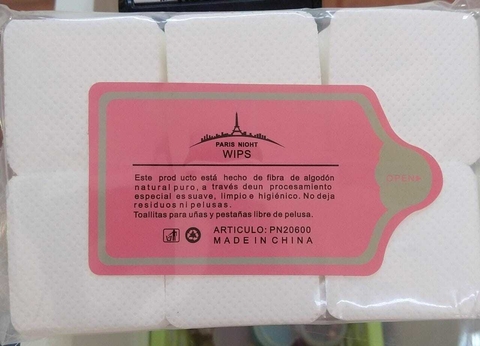 PARIS NIGHT
WIPS
Este prod ucto está hecho de fibra de algodón
natural puro, a través deun procesamiento
especial es suave, limpio e higiénico. No deja
residuos ni pelusas.
Toallitas para uñas y pestañas libre de pelusa.
ARTICULO: PN20600
MADE IN CHINA
OPEN